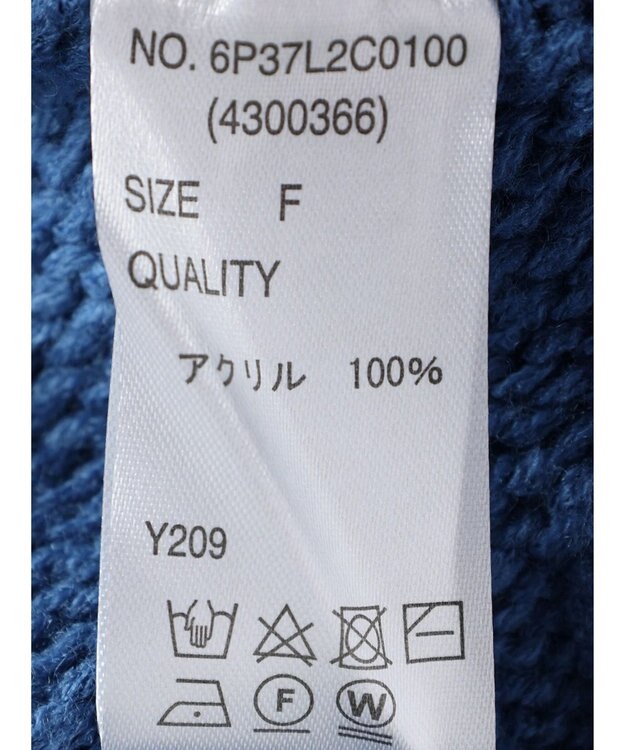 NO. 6P37L2C0100
(4300366)
SIZE F
QUALITY
アクリル 100%
Y209
F W